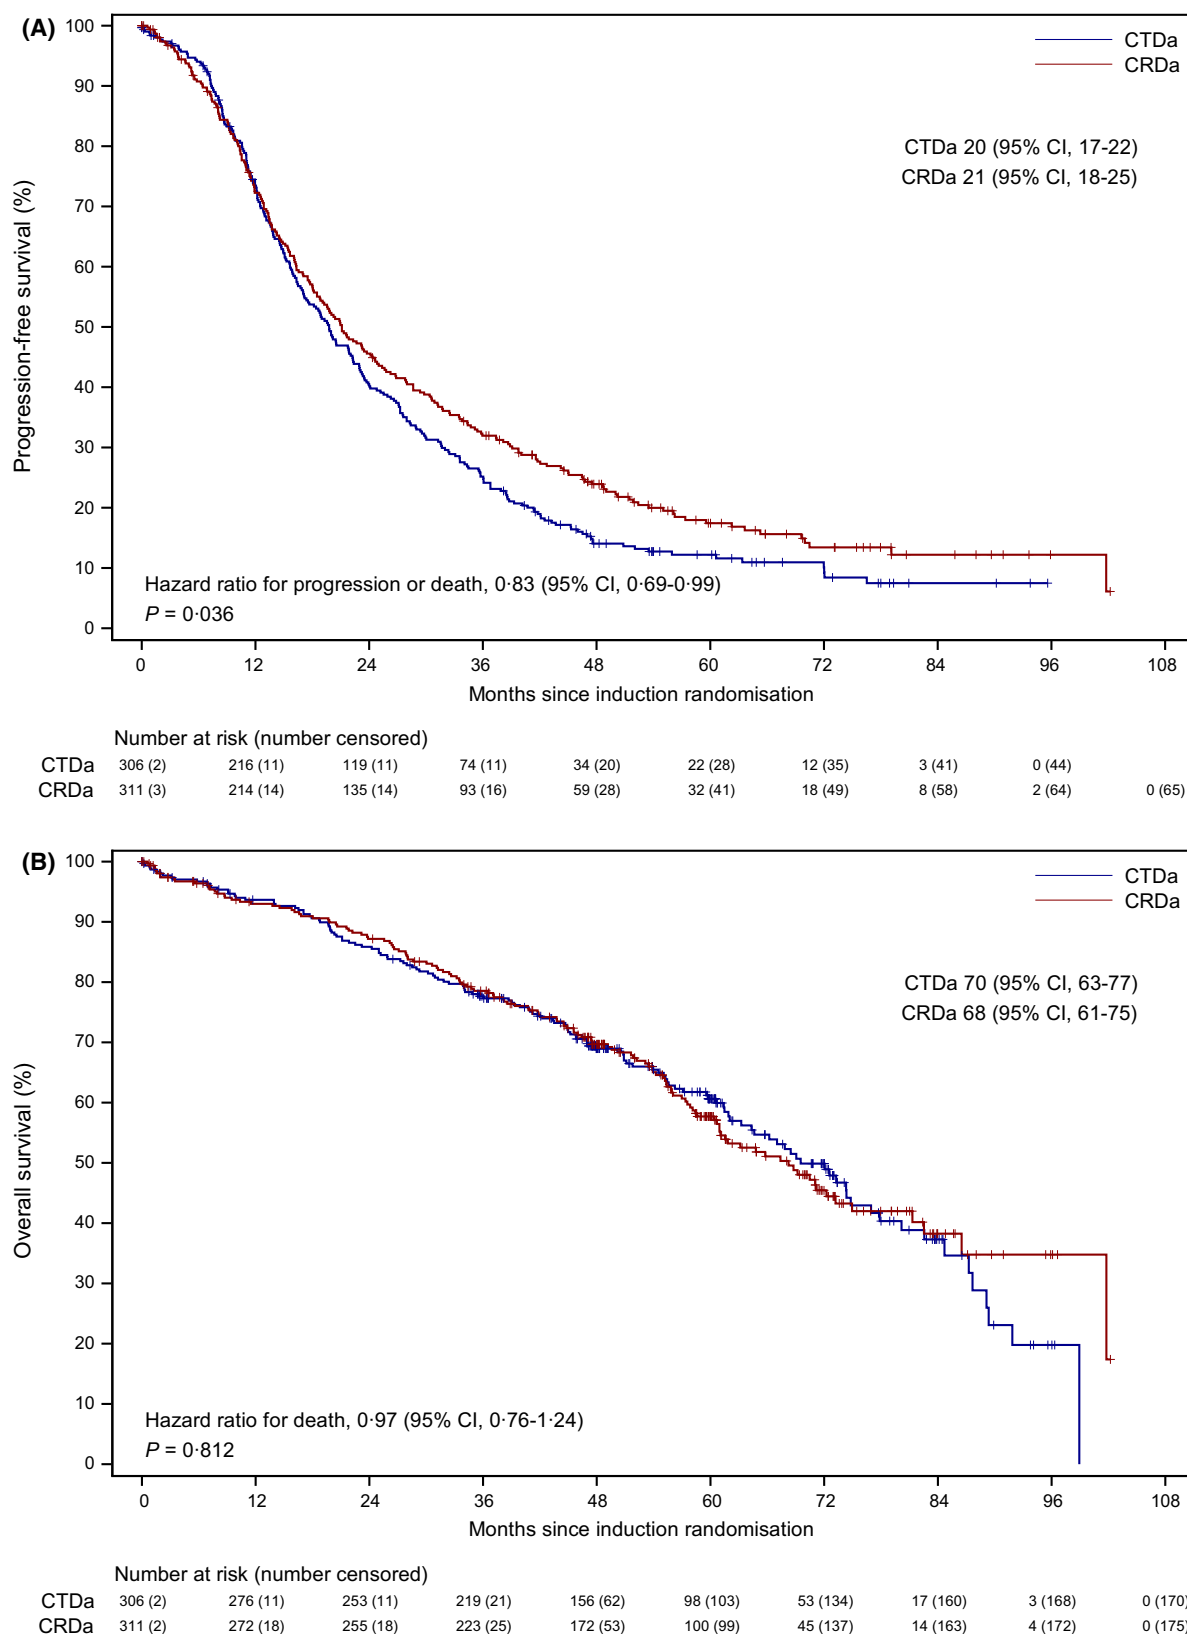 (A)
100
90
80
70
60
50
40
30
20
10
0
Progression-free survival (%)
CTDa
CRDa
CTDa 20 (95% CI, 17-22)
CRDa 21 (95% CI, 18-25)
Hazard ratio for progression or death, 0·83 (95% CI, 0·69-0·99)
P = 0·036
0 12 24 36 48 60 72 84 96 108
Months since induction randomisation
Number at risk (number censored)
CTDa 306 (2) 216 (11) 119 (11) 74 (11) 34 (20) 22 (28) 12 (35) 3 (41) 0 (44)
CRDa 311 (3) 214 (14) 135 (14) 93 (16) 59 (28) 32 (41) 18 (49) 8 (58) 2 (64) 0 (65)
(B)
100
90
80
70
60
50
40
30
20
10
0
Overall survival (%)
CTDa
CRDa
CTDa 70 (95% CI, 63-77)
CRDa 68 (95% CI, 61-75)
Hazard ratio for death, 0·97 (95% CI, 0·76-1·24)
P = 0·812
0 12 24 36 48 60 72 84 96 108
Months since induction randomisation
Number at risk (number censored)
CTDa 306 (2) 276 (11) 253 (11) 219 (21) 156 (62) 98 (103) 53 (134) 17 (160) 3 (168) 0 (170)
CRDa 311 (2) 272 (18) 255 (18) 223 (25) 172 (53) 100 (99) 45 (137) 14 (163) 4 (172) 0 (175)